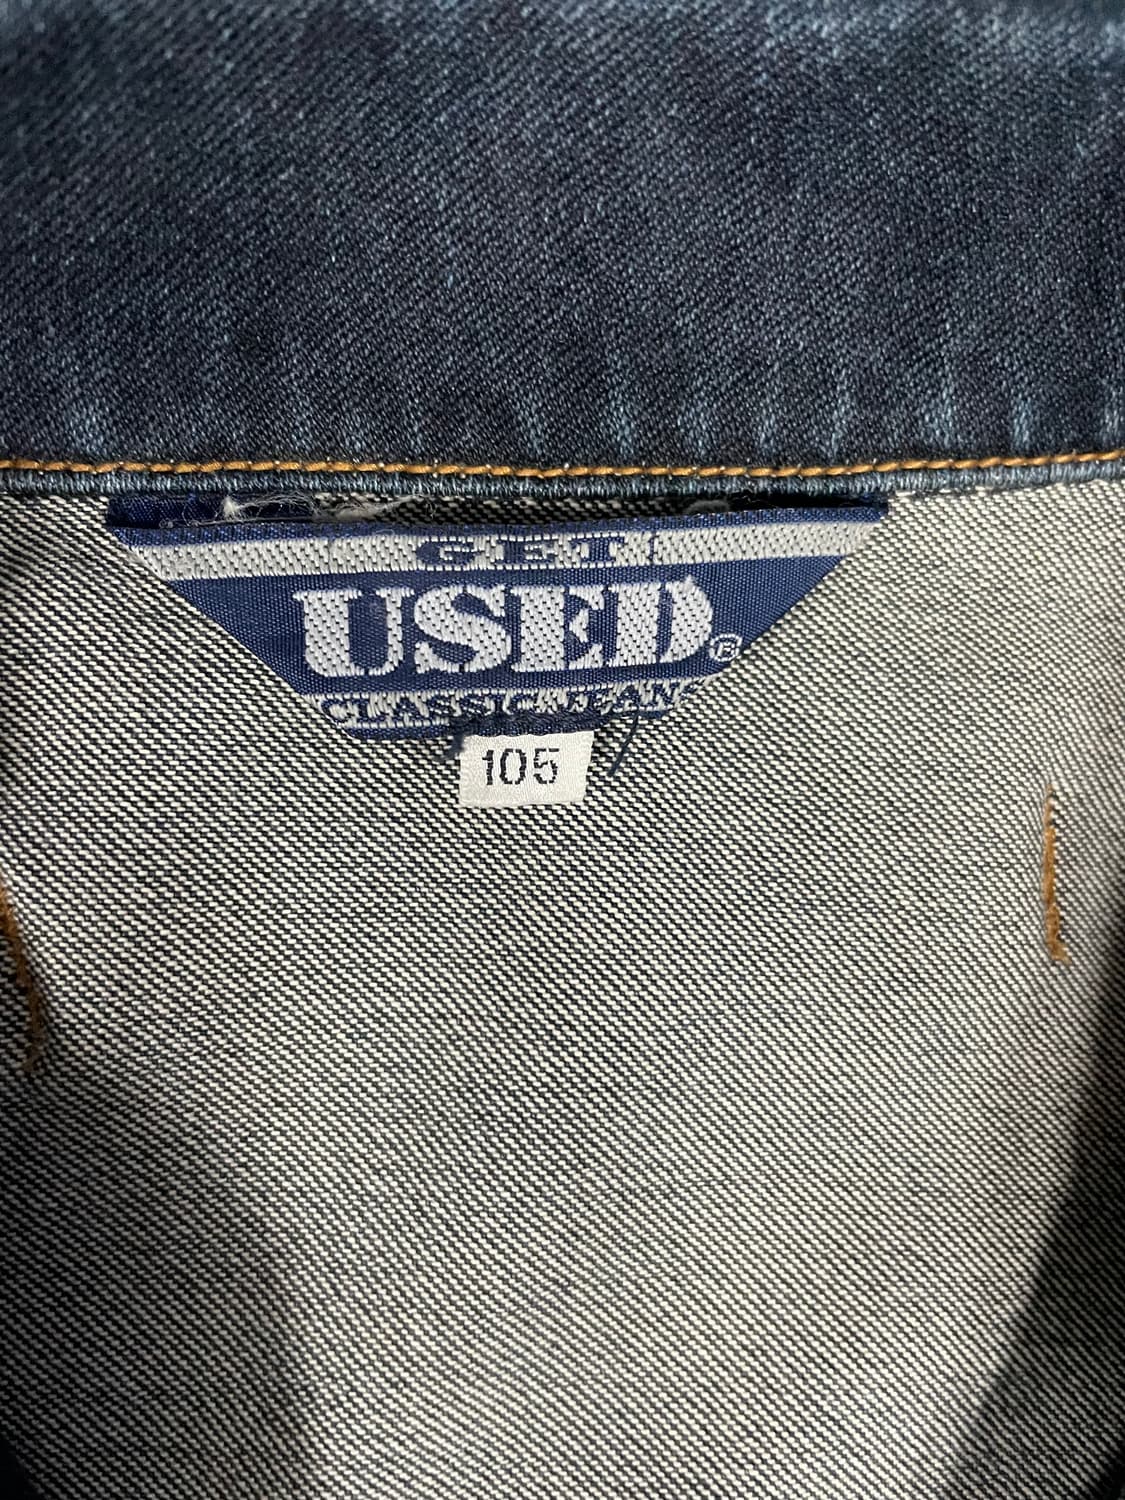 GET
USED®
CLASSIC JEANS
105